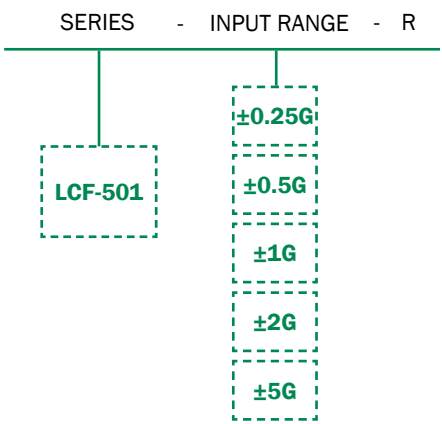 SERIES - INPUT RANGE - R
±0.25G
LCF-501
±0.5G
±1G
±2G
±5G